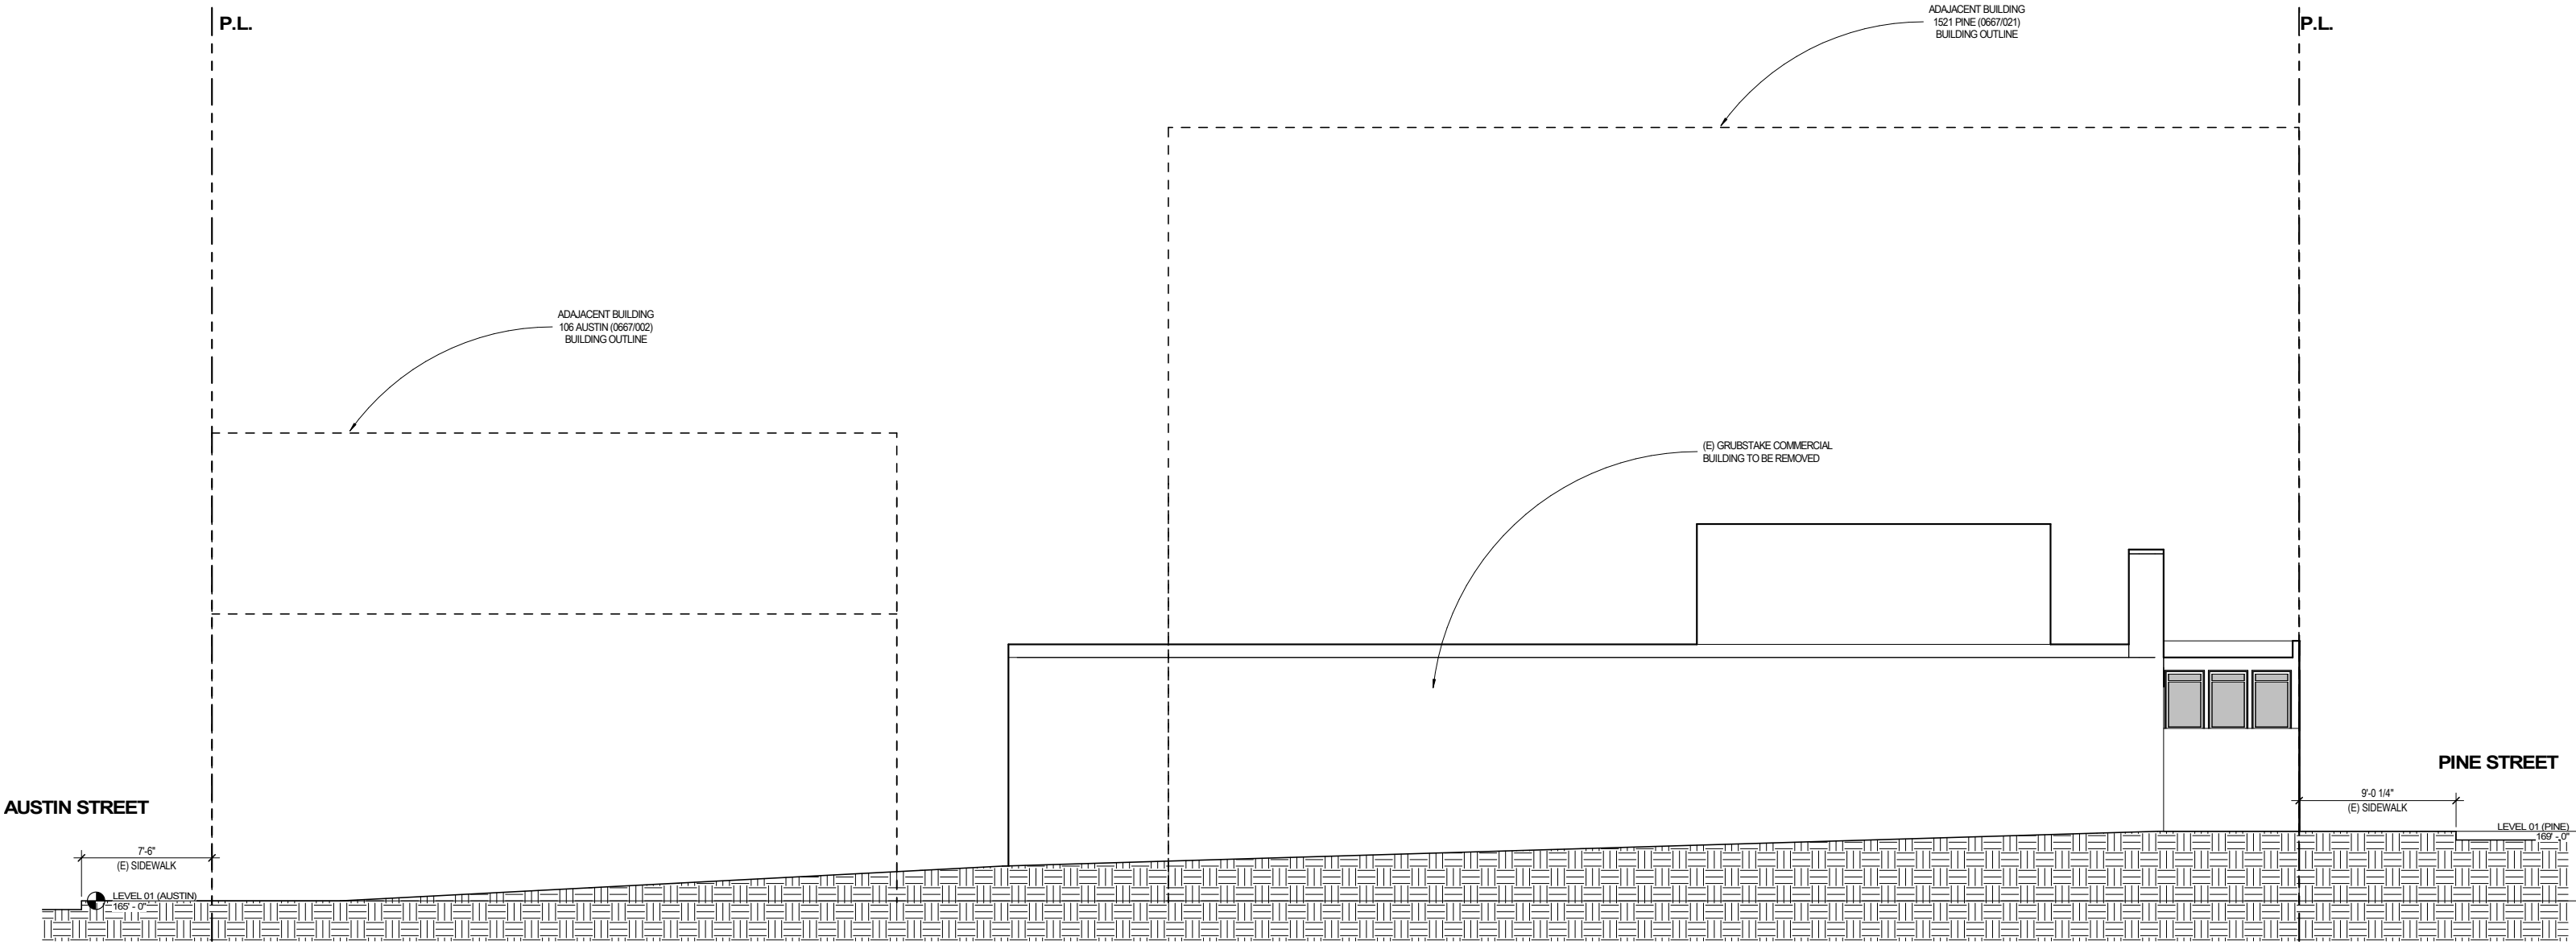 P.L.
ADAJACENT BUILDING
1521 PINE (0667/021)
BUILDING OUTLINE
P.L.
ADAJACENT BUILDING
106 AUSTIN (0667/002)
BUILDING OUTLINE
(E) GRUBSTAKE COMMERCIAL
BUILDING TO BE REMOVED
PINE STREET
AUSTIN STREET
9'-0 1/4"
(E) SIDEWALK
LEVEL 01 (PINE)
169' - 0"
7'-6"
(E) SIDEWALK
LEVEL 01 (AUSTIN)
165' - 0"